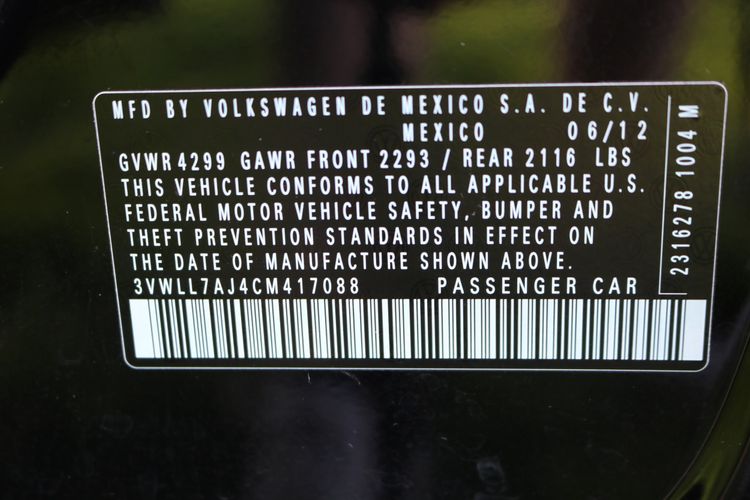 MFD BY VOLKSWAGEN DE MEXICO S.A. DE C.V.
MEXICO 06/12
GVWR 4299 GAWR FRONT 2293 / REAR 2116 LBS
THIS VEHICLE CONFORMS TO ALL APPLICABLE U.S.
FEDERAL MOTOR VEHICLE SAFETY, BUMPER AND
THEFT PREVENTION STANDARDS IN EFFECT ON
THE DATE OF MANUFACTURE SHOWN ABOVE.
3VWLL7AJ4CM417088 PASSENGER CAR
2316278 1004 M